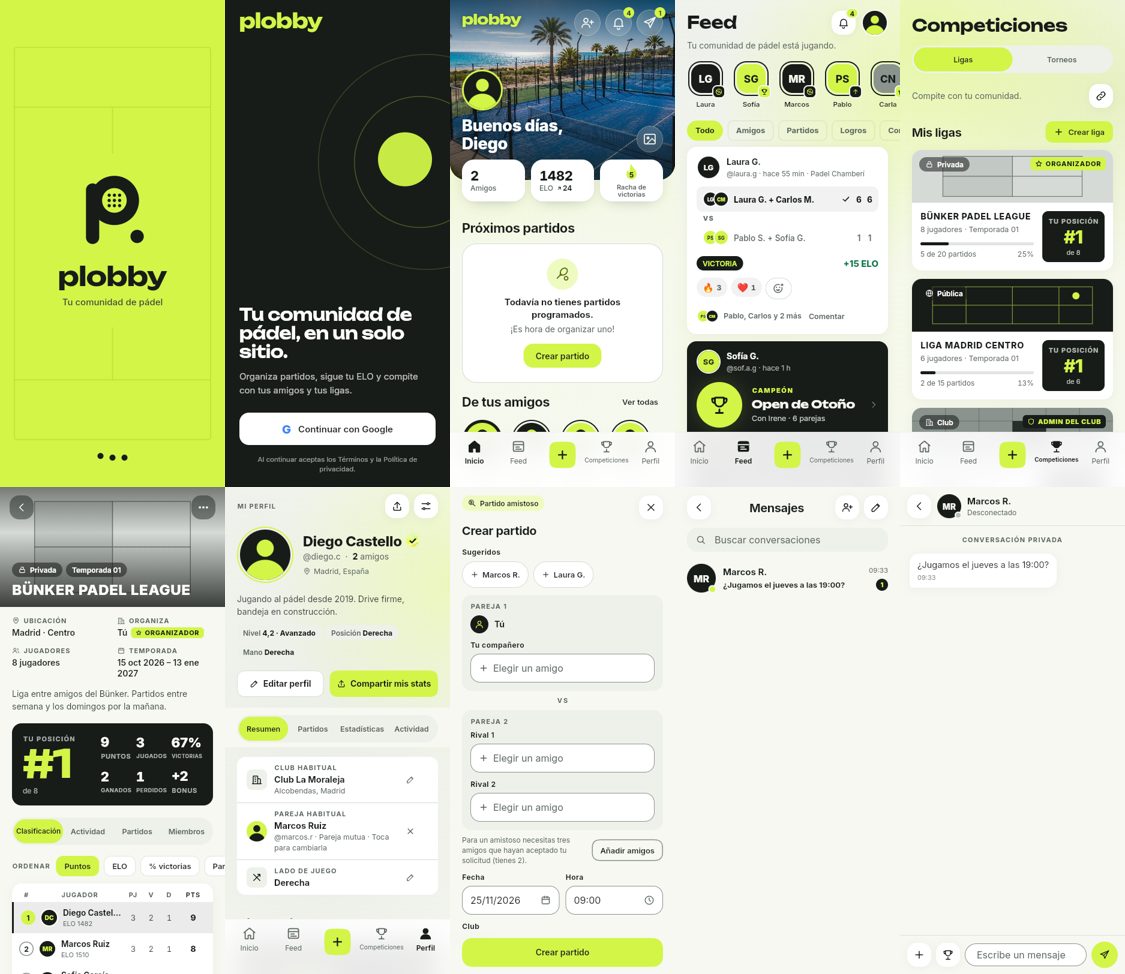 plobby
Tu comunidad de pádel
plobby
Tu comunidad de
pádel, en un solo
sitio.
Organiza partidos, sigue tu ELO y compite
con tus amigos y tus ligas.
Continuar con Google
Al continuar aceptas los Términos y la Política de
privacidad.
plobby
4
1
Buenos días,
Diego
2
Amigos
1482
ELO ↗24
5
Racha de
victorias
Próximos partidos
Todavía no tienes partidos
programados.
¡Es hora de organizar uno!
Crear partido
De tus amigos
Ver todas
Inicio
Feed
Competiciones
Perfil
Feed
4
Tu comunidad de pádel está jugando.
LG
SG
MR
PS
CN
Laura
Sofía
Marcos
Pablo
Carla
Todo
Amigos
Partidos
Logros
LG
Laura G.
@laura.g · hace 55 min · Padel Chamberí
LG CM Laura G. + Carlos M. ✓ 6 6
VS
PS SG Pablo S. + Sofía G. 1 1
VICTORIA
+15 ELO
🔥 3
❤️ 1
PS CM Pablo, Carlos y 2 más
Comentar
SG
Sofía G.
@sof.a.g · hace 1 h
CAMPEÓN
Open de Otoño
Con Irene · 6 parejas
Inicio
Feed
Competiciones
Perfil
Competiciones
Ligas
Torneos
Compite con tu comunidad.
Mis ligas
+ Crear liga
Privada
ORGANIZADOR
BÜNKER PADEL LEAGUE
8 jugadores · Temporada 01
5 de 20 partidos
25%
TU POSICIÓN
#1
de 8
Pública
LIGA MADRID CENTRO
6 jugadores · Temporada 01
2 de 15 partidos
13%
TU POSICIÓN
#1
de 6
Club
ADMIN DEL CLUB
Inicio
Feed
Competiciones
Perfil
Privada
Temporada 01
BÜNKER PADEL LEAGUE
UBICACIÓN
Madrid · Centro
ORGANIZA
Tú ORGANIZADOR
JUGADORES
8 jugadores
TEMPORADA
15 oct 2026 – 13 ene
2027
Liga entre amigos del Bünker. Partidos entre
semana y los domingos por la mañana.
TU POSICIÓN
#1
de 8
9
PUNTOS
3
JUGADOS
67%
VICTORIAS
2
GANADOS
1
PERDIDOS
+2
BONUS
Clasificación
Actividad
Partidos
Miembros
ORDENAR
Puntos
ELO
% victorias
# JUGADOR PJ V D PTS
1 DC Diego Castel... 3 2 1 9
ELO 1482
2 MR Marcos Ruiz 3 2 1 8
ELO 1510
MI PERFIL
Diego Castello
@diego.c · 2 amigos
Madrid, España
Jugando al pádel desde 2019. Drive firme,
bandeja en construcción.
Nivel 4,2 · Avanzado
Posición Derecha
Mano Derecha
Editar perfil
Compartir mis stats
Resumen
Partidos
Estadísticas
Actividad
CLUB HABITUAL
Club La Moraleja
Alcobendas, Madrid
PAREJA HABITUAL
Marcos Ruiz
@marcos.r · Pareja mutua · Toca
para cambiarla
LADO DE JUEGO
Derecha
Inicio
Feed
Competiciones
Perfil
Partido amistoso
Crear partido
Sugeridos
+ Marcos R.
+ Laura G.
PAREJA 1
Tú
Tu compañero
+ Elegir un amigo
VS
PAREJA 2
Rival 1
+ Elegir un amigo
Rival 2
+ Elegir un amigo
Para un amistoso necesitas tres
amigos que hayan aceptado tu
solicitud (tienes 2).
Añadir amigos
Fecha
25/11/2026
Hora
09:00
Club
Crear partido
Mensajes
Buscar conversaciones
MR
Marcos R.
¿Jugamos el jueves a las 19:00?
09:33
1
MR
Marcos R.
Desconectado
CONVERSACIÓN PRIVADA
¿Jugamos el jueves a las 19:00?
09:33
Escribe un mensaje